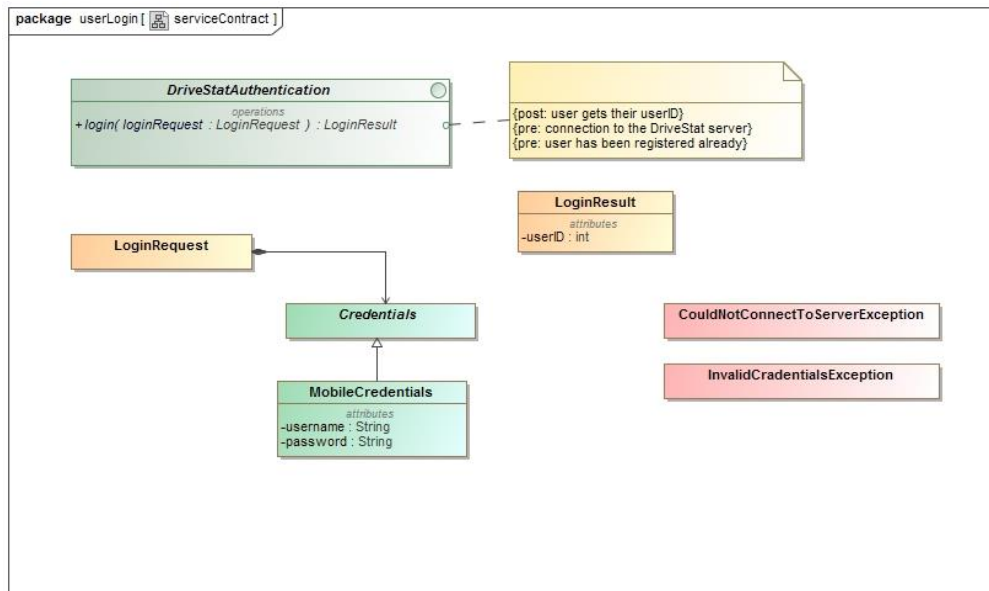 package userLogin [ serviceContract ]
DriveStatAuthentication
operations
+login( loginRequest : LoginRequest ) : LoginResult
{post: user gets their userID}
{pre: connection to the DriveStat server}
{pre: user has been registered already}
LoginResult
attributes
-userID : int
LoginRequest
Credentials
CouldNotConnectToServerException
InvalidCradentialsException
MobileCredentials
attributes
-username : String
-password : String